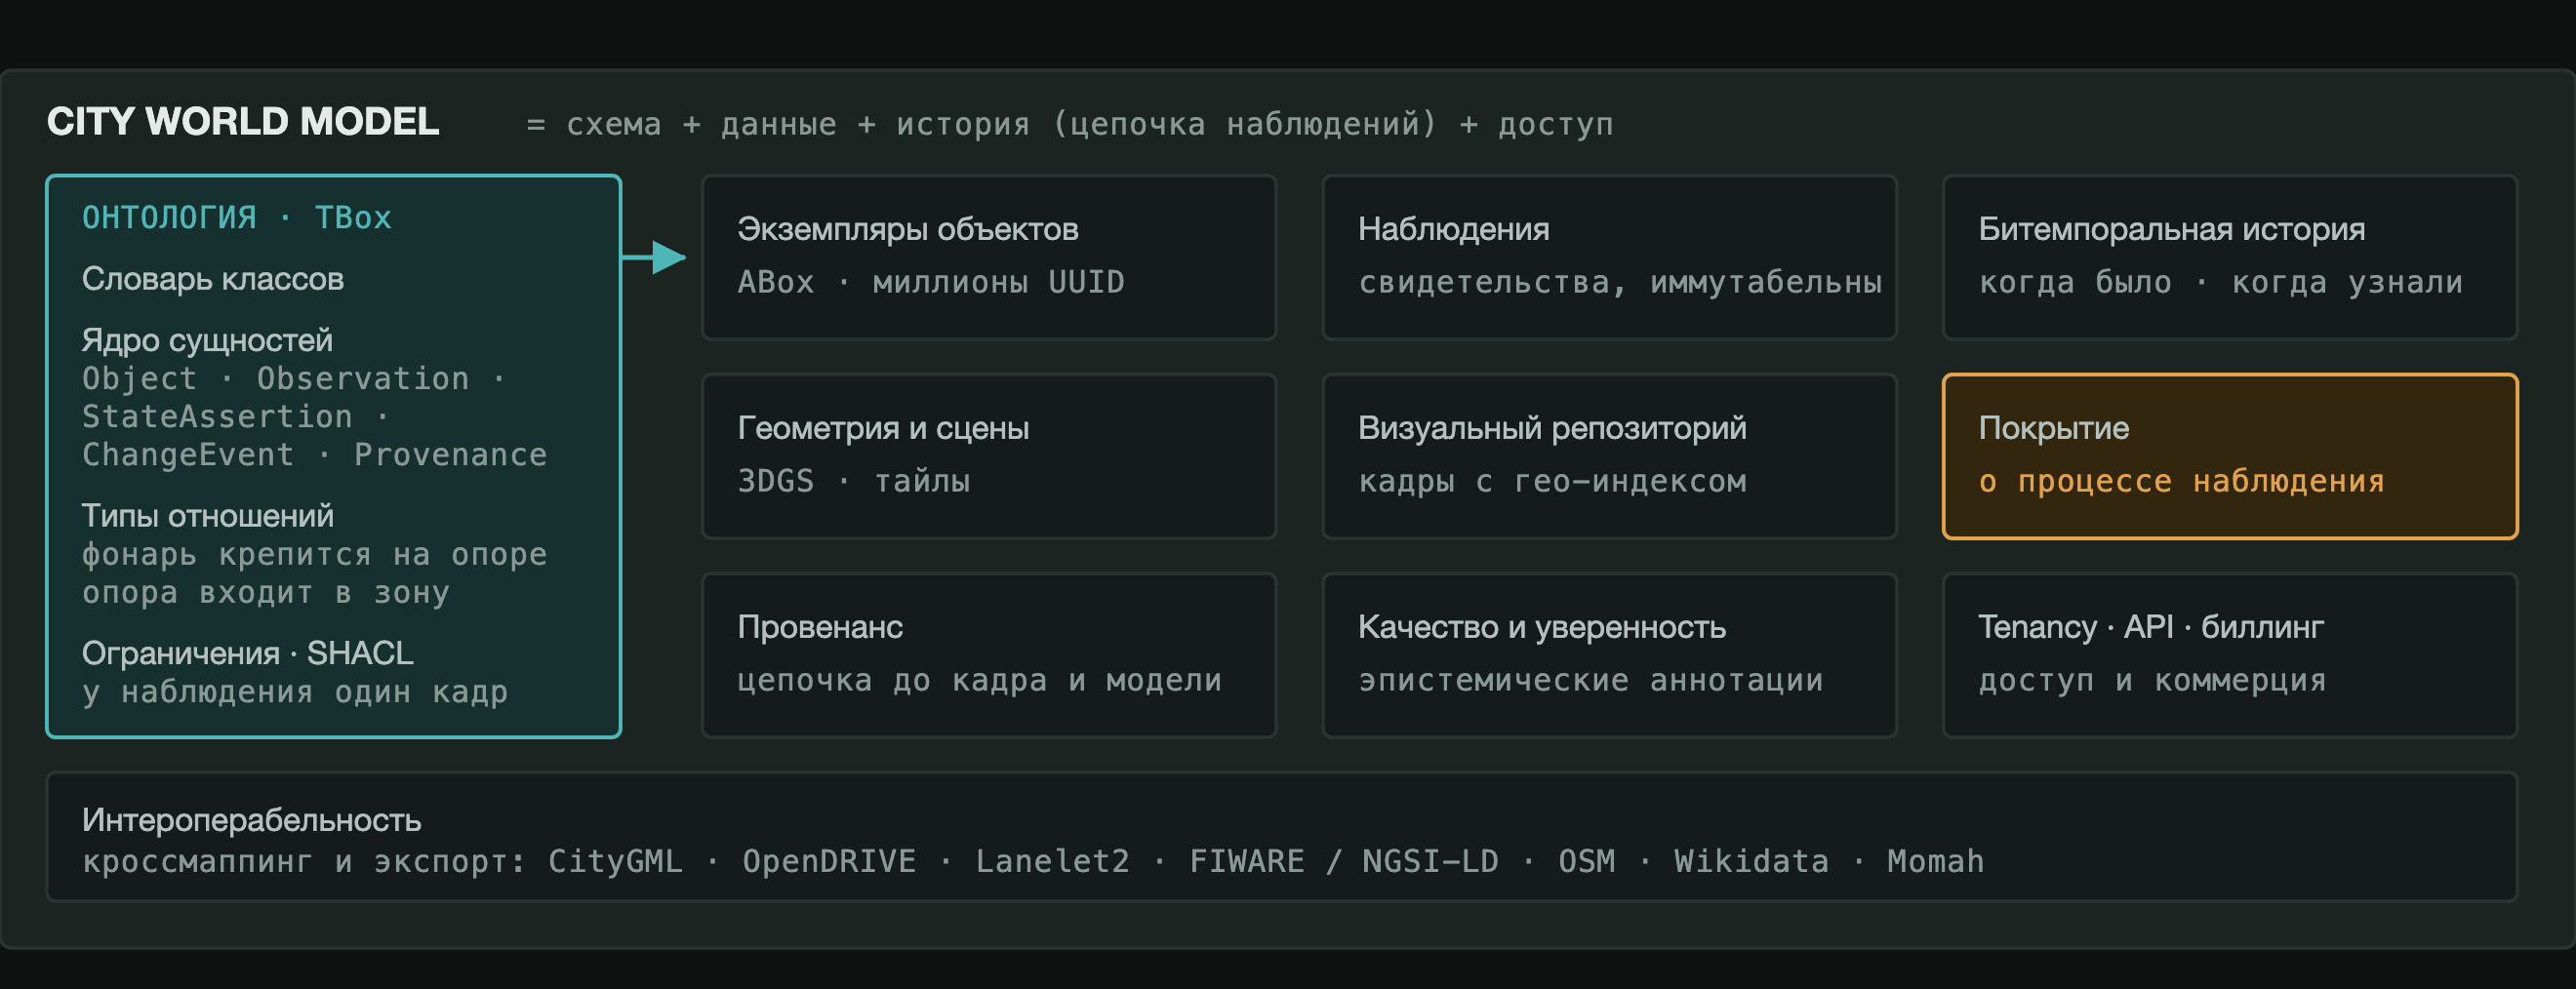 CITY WORLD MODEL = схема + данные + история (цепочка наблюдений) + доступ
ОНТОЛОГИЯ · TBox
Словарь классов
Ядро сущностей
Object · Observation ·
StateAssertion ·
ChangeEvent · Provenance
Типы отношений
фонарь крепится на опоре
опора входит в зону
Ограничения · SHACL
у наблюдения один кадр
Экземпляры объектов
ABox · миллионы UUID
Наблюдения
свидетельства, иммутабельны
Битемпоральная история
когда было · когда узнали
Геометрия и сцены
3DGS · тайлы
Визуальный репозиторий
кадры с гео-индексом
Покрытие
о процессе наблюдения
Провенанс
цепочка до кадра и модели
Качество и уверенность
эпистемические аннотации
Tenancy · API · биллинг
доступ и коммерция
Интероперабельность
кроссмаппинг и экспорт: CityGML · OpenDRIVE · Lanelet2 · FIWARE / NGSI-LD · OSM · Wikidata · Momah